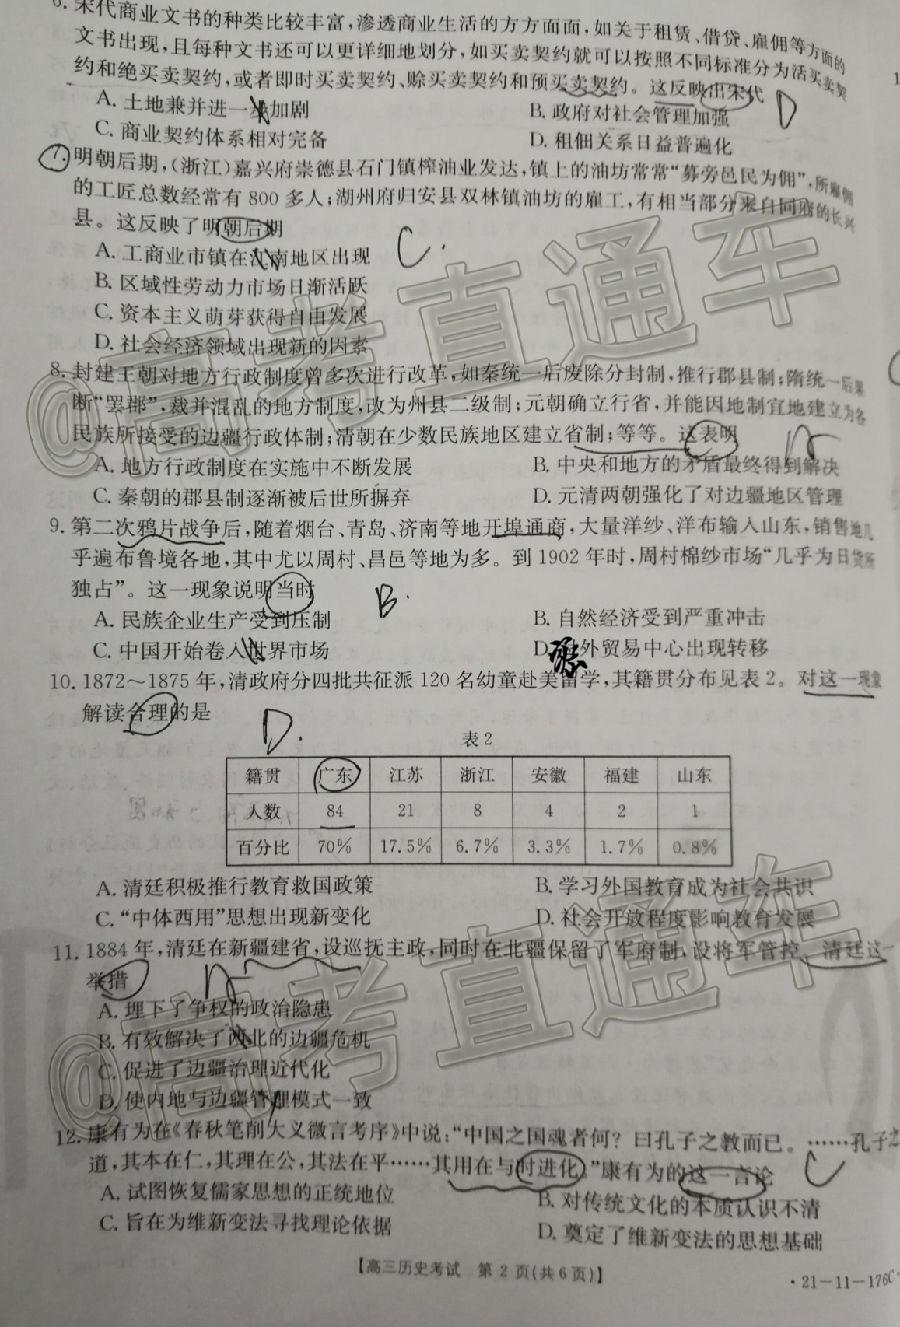 6. 宋代商业文书的种类比较丰富,渗透商业生活的方方面面,如关于租赁、借贷、雇佣等方面的
文书出现,且每种文书还可以更详细地划分,如买卖契约就可以按照不同标准分为活买卖契
约和绝买卖契约,或者即时买卖契约、赊买卖契约和预买卖契约。这反映出宋代 D
A. 土地兼并进一步加剧 B. 政府对社会管理加强
C. 商业契约体系相对完备 D. 租佃关系日益普遍化
7. 明朝后期,(浙江)嘉兴府崇德县石门镇榨油业发达,镇上的油坊常常“募旁邑民为佣”,所雇佣
的工匠总数经常有 800 多人;湖州府归安县双林镇油坊的雇工,有相当部分来自同府的长兴
县。这反映了明朝后期
A. 工商业市镇在江南地区出现 C.
B. 区域性劳动力市场日渐活跃
C. 资本主义萌芽获得自由发展
D. 社会经济领域出现新的因素
8. 封建王朝对地方行政制度曾多次进行改革,如秦统一后废除分封制,推行郡县制;隋统一后果
断“罢郡”,裁并混乱的地方制度,改为州县二级制;元朝确立行省,并能因地制宜地建立为各
民族所接受的边疆行政体制;清朝在少数民族地区建立省制;等等。这表明
A. 地方行政制度在实施中不断发展 B. 中央和地方的矛盾最终得到解决
C. 秦朝的郡县制逐渐被后世所摒弃 D. 元清两朝强化了对边疆地区管理
9. 第二次鸦片战争后,随着烟台、青岛、济南等地开埠通商,大量洋纱、洋布输入山东,销售地几
乎遍布鲁境各地,其中尤以周村、昌邑等地为多。到 1902 年时,周村棉纱市场“几乎为日货所
独占”。这一现象说明当时 B.
A. 民族企业生产受到压制 B. 自然经济受到严重冲击
C. 中国开始卷入世界市场 D. 海外贸易中心出现转移
10. 1872～1875 年,清政府分四批共征派 120 名幼童赴美留学,其籍贯分布见表 2。对这一现象
解读合理的是 D.
表 2
籍贯 广东 江苏 浙江 安徽 福建 山东
人数 84 21 8 4 2 1
百分比 70% 17.5% 6.7% 3.3% 1.7% 0.8%
A. 清廷积极推行教育救国政策 B. 学习外国教育成为社会共识
C. “中体西用”思想出现新变化 D. 社会开放程度影响教育发展
11. 1884 年,清廷在新疆建省,设巡抚主政,同时在北疆保留了军府制,设将军管控。清廷这一
举措
A. 埋下了争权的政治隐患
B. 有效解决了西北的边疆危机
C. 促进了边疆治理近代化
D. 使内地与边疆管理模式一致
12. 康有为在《春秋笔削大义微言考序》中说:“中国之国魂者何？曰孔子之教而已。……孔子之
道,其本在仁,其理在公,其法在平……其用在与时进化。”康有为的这一言论 C
A. 试图恢复儒家思想的正统地位 B. 对传统文化的本质认识不清
C. 旨在为维新变法寻找理论依据 D. 奠定了维新变法的思想基础
【高三历史考试 第 2 页(共 6 页)】
·21-11-176C·
@高考直通车
@高考直通车